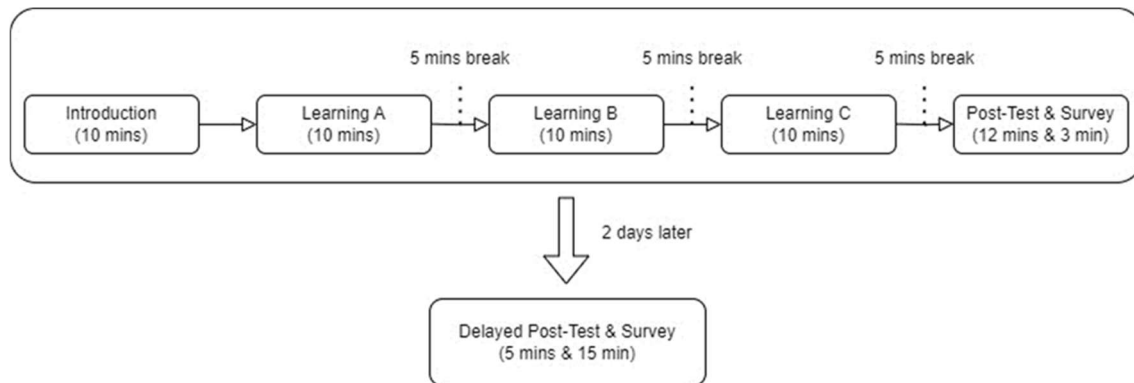 5 mins break
5 mins break
5 mins break
Introduction
(10 mins)
Learning A
(10 mins)
Learning B
(10 mins)
Learning C
(10 mins)
Post-Test & Survey
(12 mins & 3 min)
2 days later
Delayed Post-Test & Survey
(5 mins & 15 min)